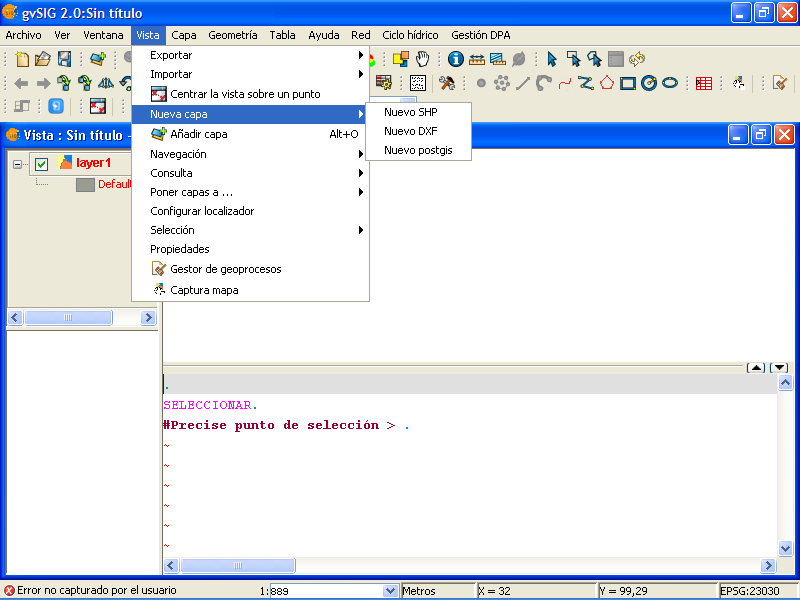 gvSIG 2.0:Sin título
Archivo Ver Ventana Vista Capa Geometría Tabla Ayuda Red Ciclo hídrico Gestión DPA
Exportar
Importar
Centrar la vista sobre un punto
Nueva capa
Nuevo SHP
Nuevo DXF
Nuevo postgis
Añadir capa Alt+O
Navegación
Consulta
Poner capas a ...
Configurar localizador
Selección
Propiedades
Gestor de geoprocesos
Captura mapa
Vista : Sin título -
layer1
Default
.
SELECCIONAR.
#Precise punto de selección > .
~
~
~
~
~
~
Error no capturado por el usuario 1:889 Metros X = 32 Y = 99,29 EPSG:23030